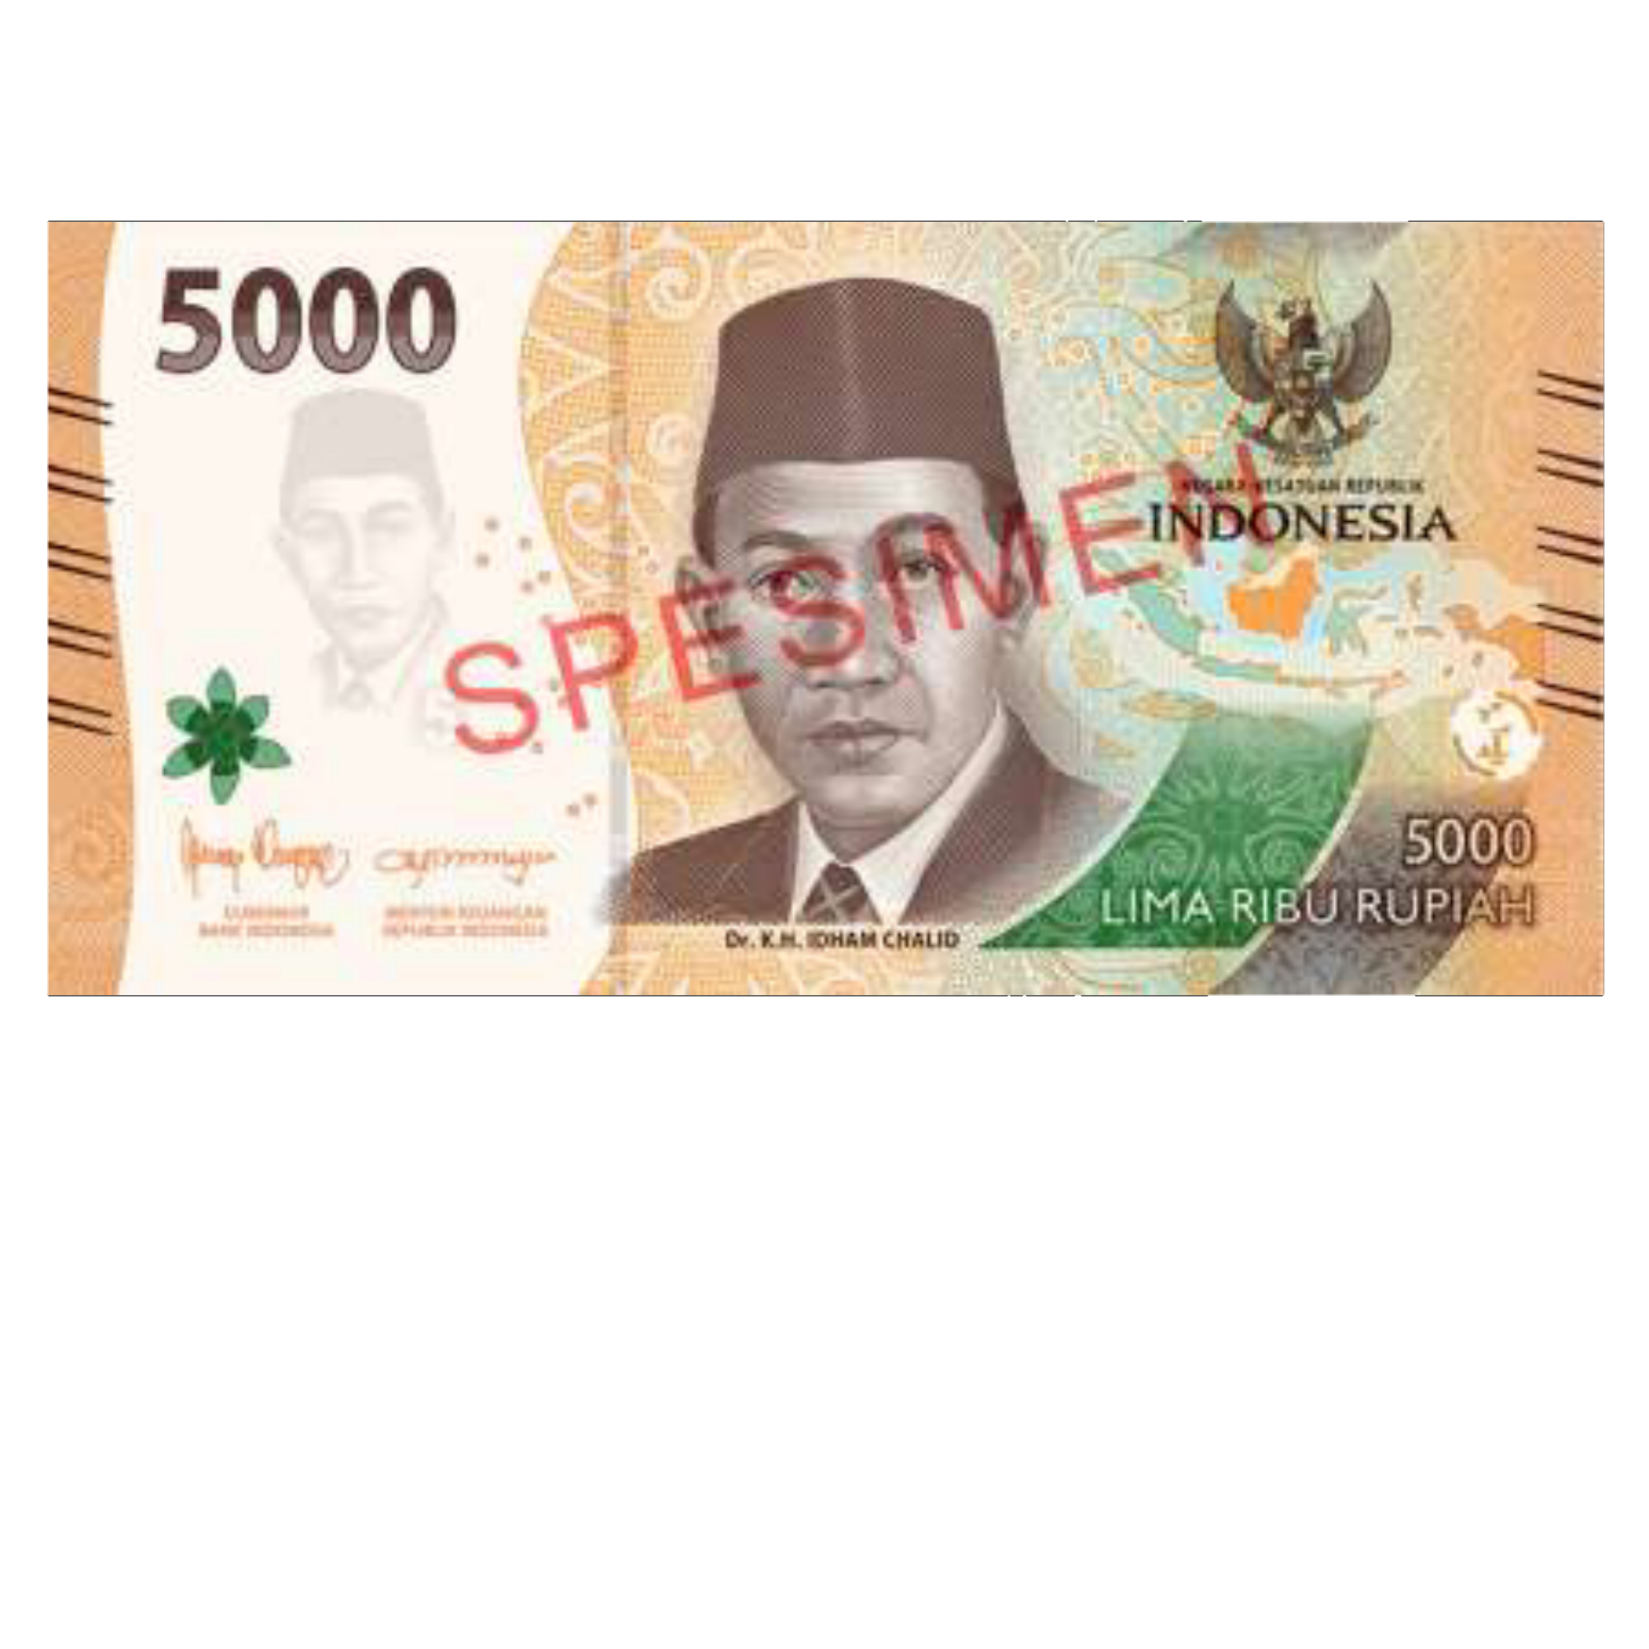 5000
SPESIMEN
NEGARA KESATUAN REPUBLIK
INDONESIA
5000
LIMA RIBU RUPIAH
GUBERNUR
BANK INDONESIA
MENTERI KEUANGAN
REPUBLIK INDONESIA
Dr. K.H. IDHAM CHALID